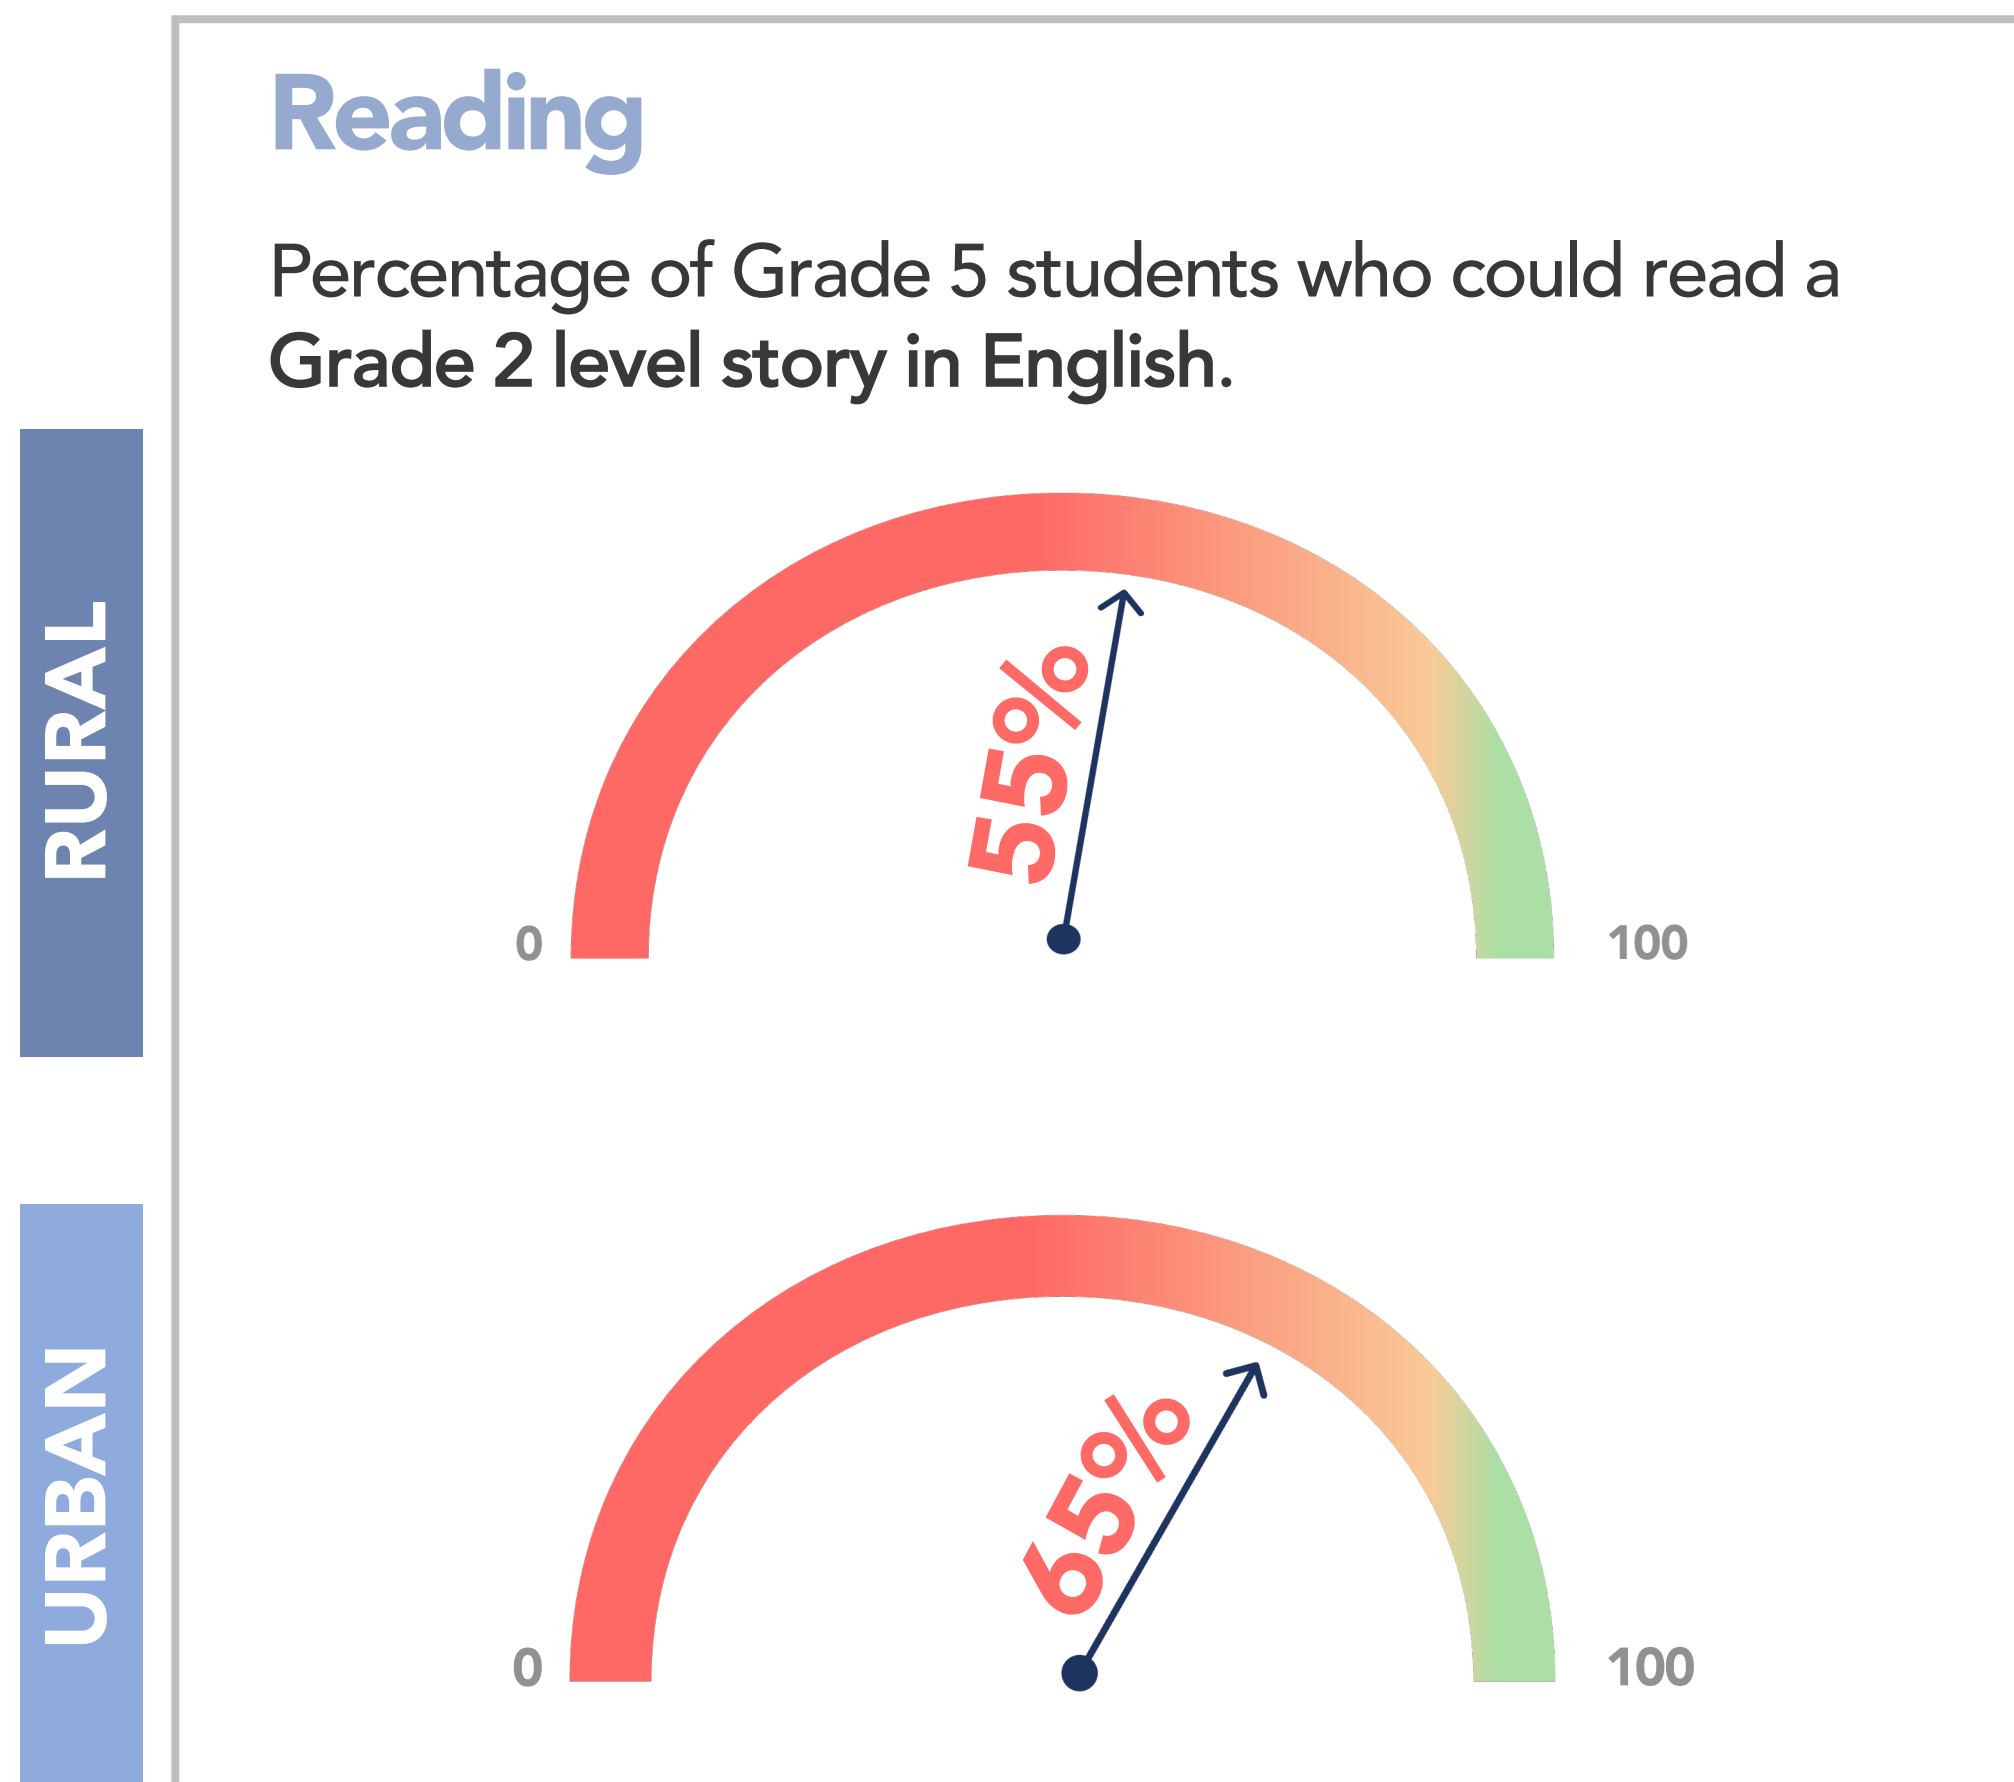 Reading
Percentage of Grade 5 students who could read a
Grade 2 level story in English.
RURAL
55%
0
100
URBAN
65%
0
100